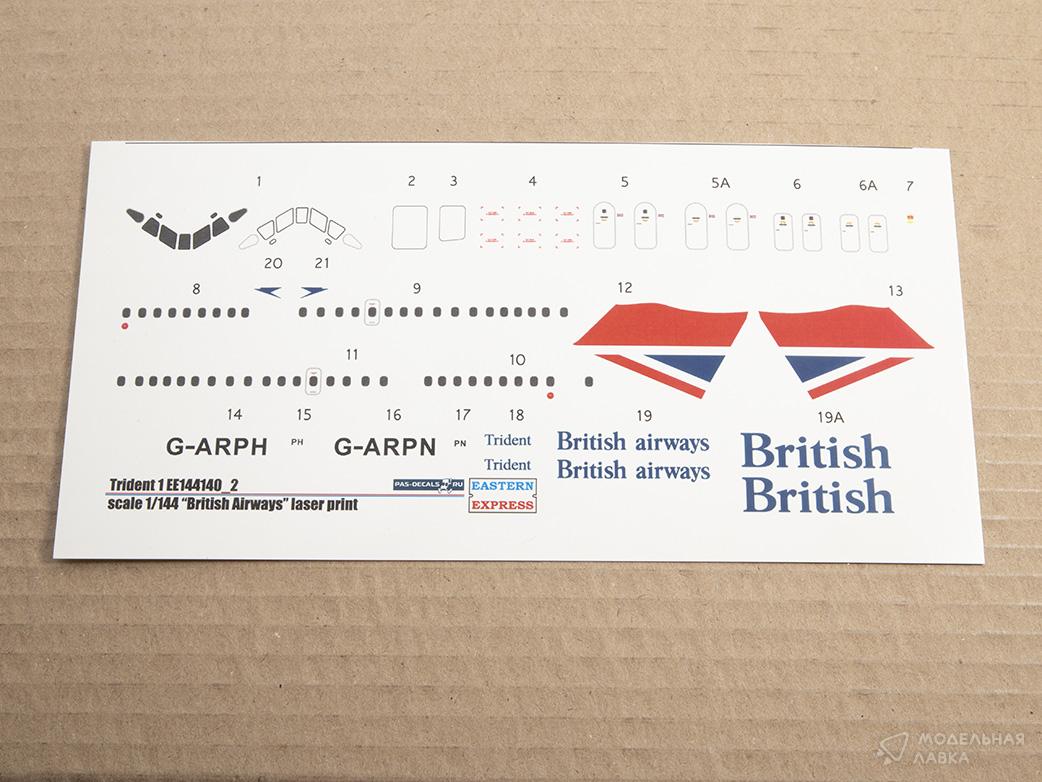 1 2 3 4 5 5A 6 6A 7
20 21
8 9 12 13
11 10
14 15 16 17 18 19 19A
G-ARPH PH G-ARPN PN Trident British airways British
Trident British airways British
Trident 1 EE144140_2 PAS-DECALS RU EASTERN
scale 1/144 “British Airways” laser print EXPRESS
МОДЕЛЬНАЯ
ЛАВКА